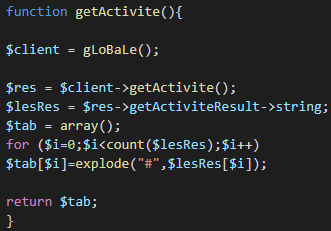 function getActivite(){
$client = gLoBaLe();
$res = $client->getActivite();
$lesRes = $res->getActiviteResult->string;
$tab = array();
for ($i=0;$i<count($lesRes);$i++)
$tab[$i]=explode("#",$lesRes[$i]);
return $tab;
}